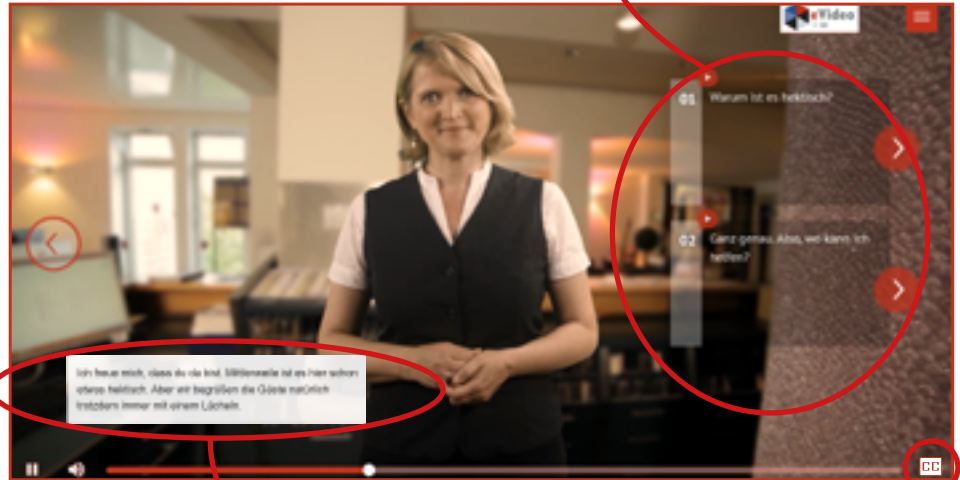 eVideo
01
Warum ist es hektisch?
02
Ganz genau. Also, wo kann ich
helfen?
Ich freue mich, dass du da bist. Mittlerweile ist es hier schon
etwas hektisch. Aber wir begrüßen die Gäste natürlich
trotzdem immer mit einem Lächeln.
CC